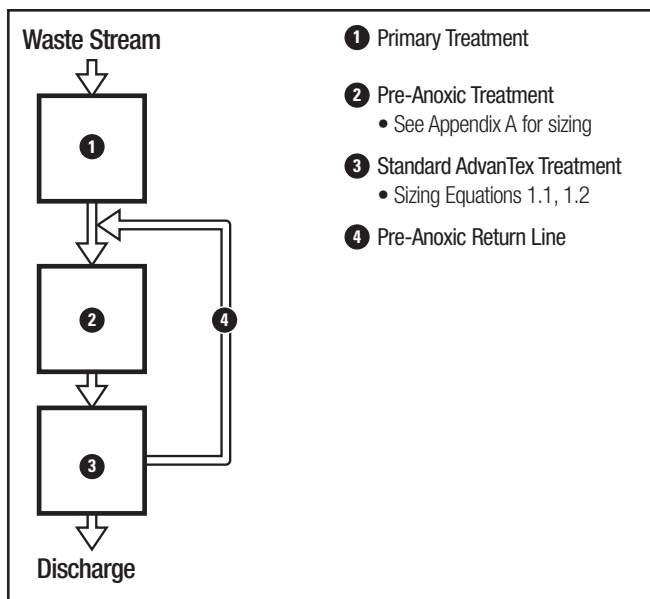 Waste Stream
1
2
4
3
Discharge
1 Primary Treatment
2 Pre-Anoxic Treatment
• See Appendix A for sizing
3 Standard AdvanTex Treatment
• Sizing Equations 1.1, 1.2
4 Pre-Anoxic Return Line